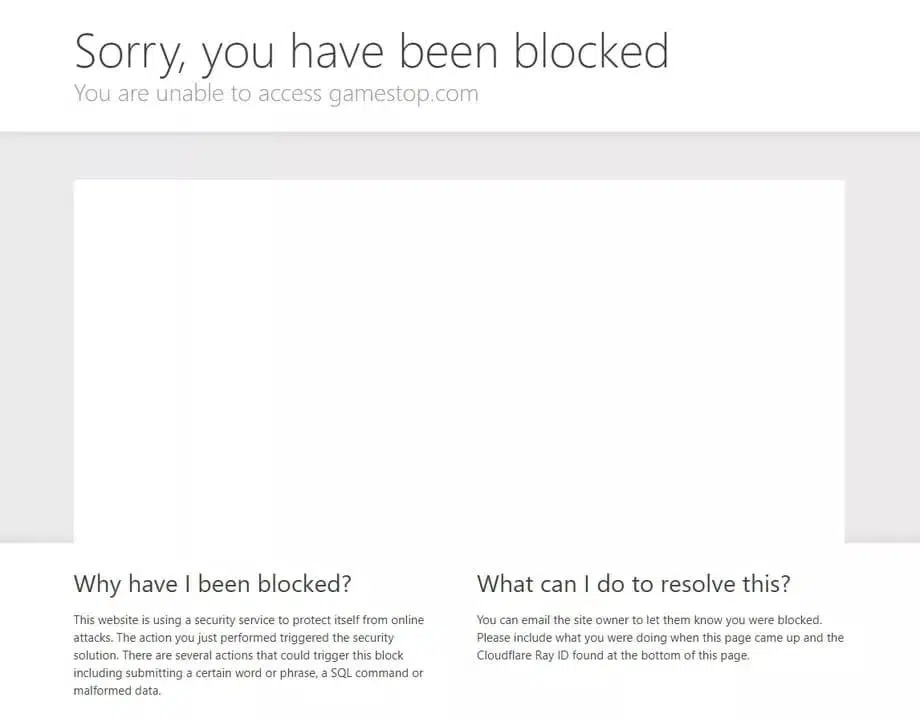 Sorry, you have been blocked
You are unable to access gamestop.com
Why have I been blocked?
This website is using a security service to protect itself from online
attacks. The action you just performed triggered the security
solution. There are several actions that could trigger this block
including submitting a certain word or phrase, a SQL command or
malformed data.
What can I do to resolve this?
You can email the site owner to let them know you were blocked.
Please include what you were doing when this page came up and the
Cloudflare Ray ID found at the bottom of this page.